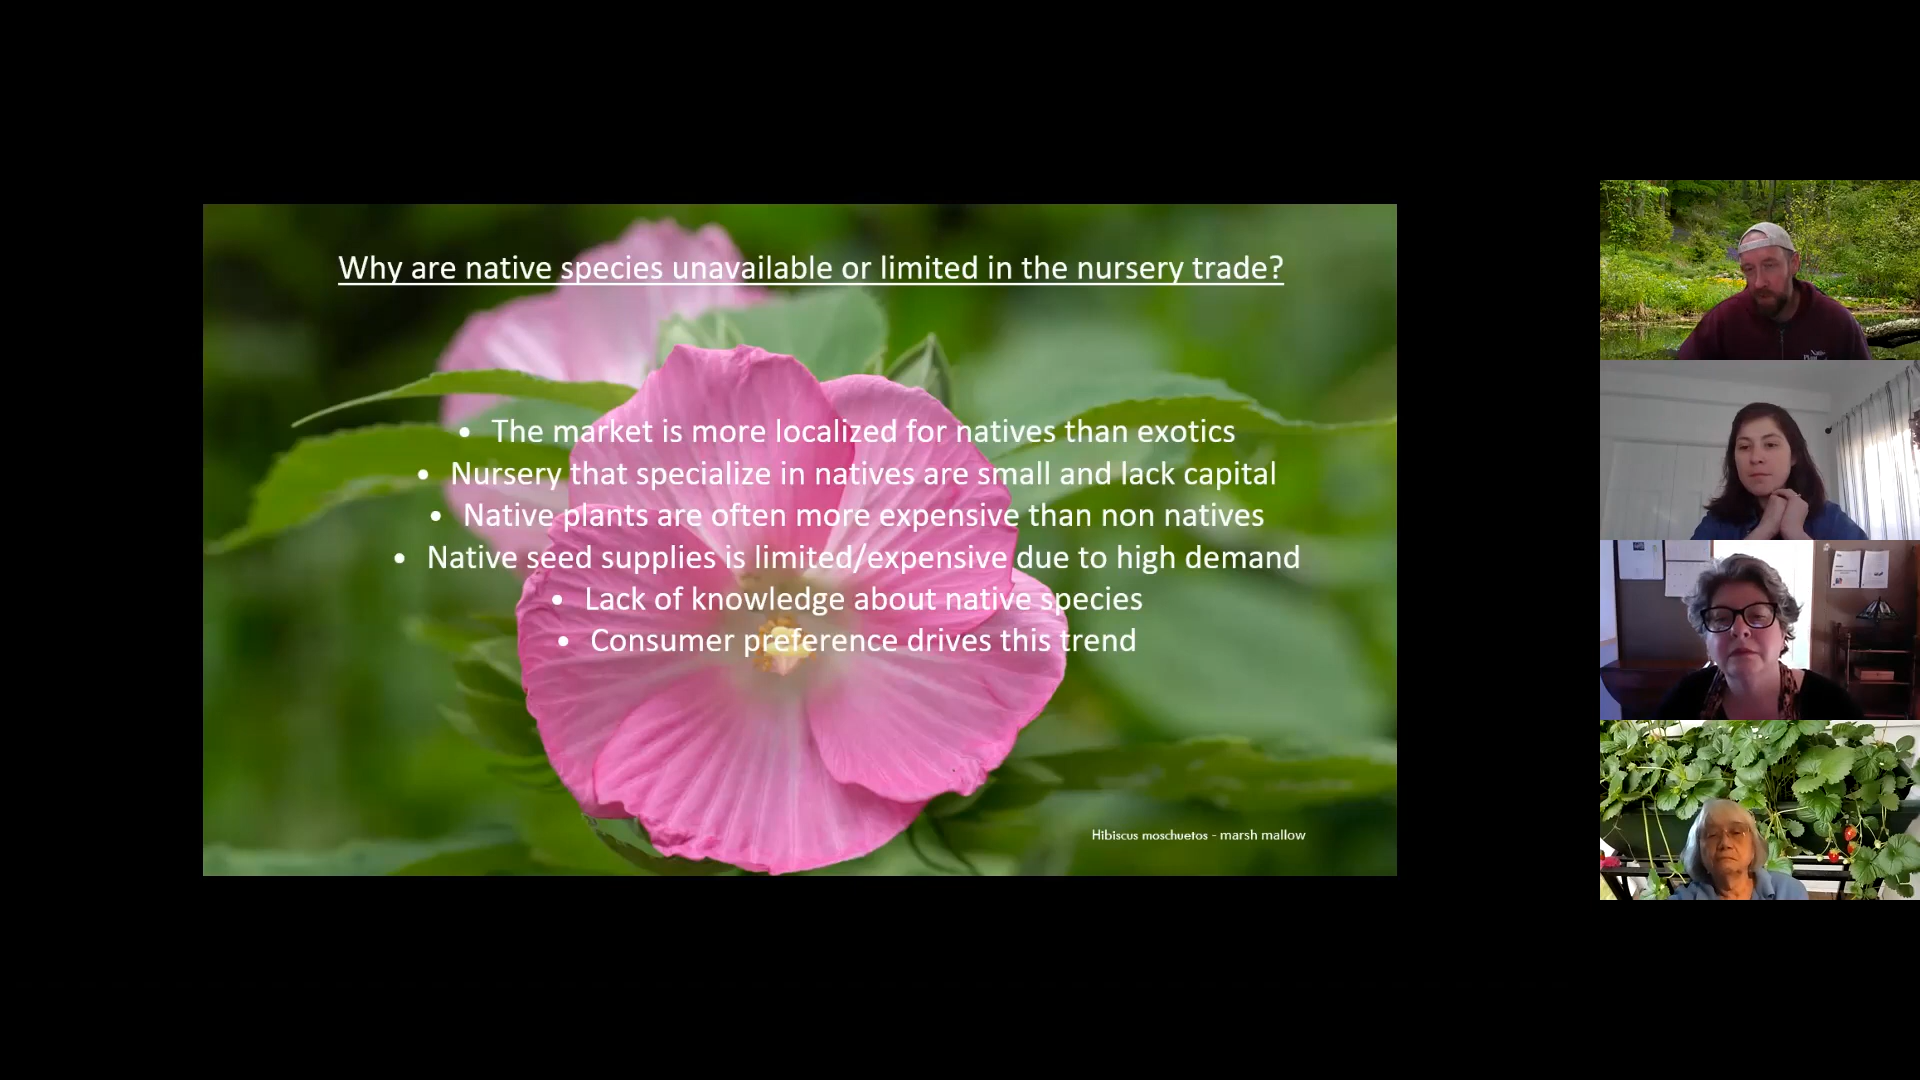 Why are native species unavailable or limited in the nursery trade?
• The market is more localized for natives than exotics
• Nursery that specialize in natives are small and lack capital
• Native plants are often more expensive than non natives
• Native seed supplies is limited/expensive due to high demand
• Lack of knowledge about native species
• Consumer preference drives this trend
Hibiscus moschuetos - marsh mallow